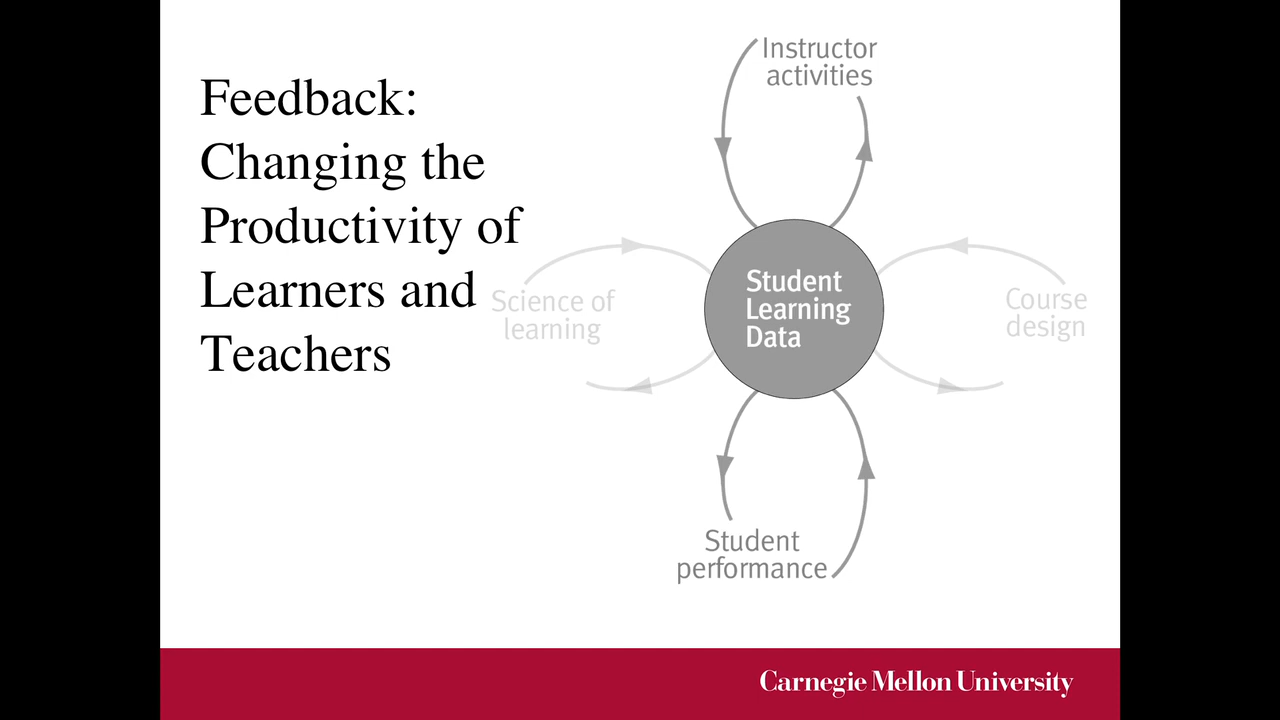 Feedback:
Changing the
Productivity of
Learners and
Teachers
Instructor
activities
Science of
learning
Student
Learning
Data
Course
design
Student
performance
Carnegie Mellon University